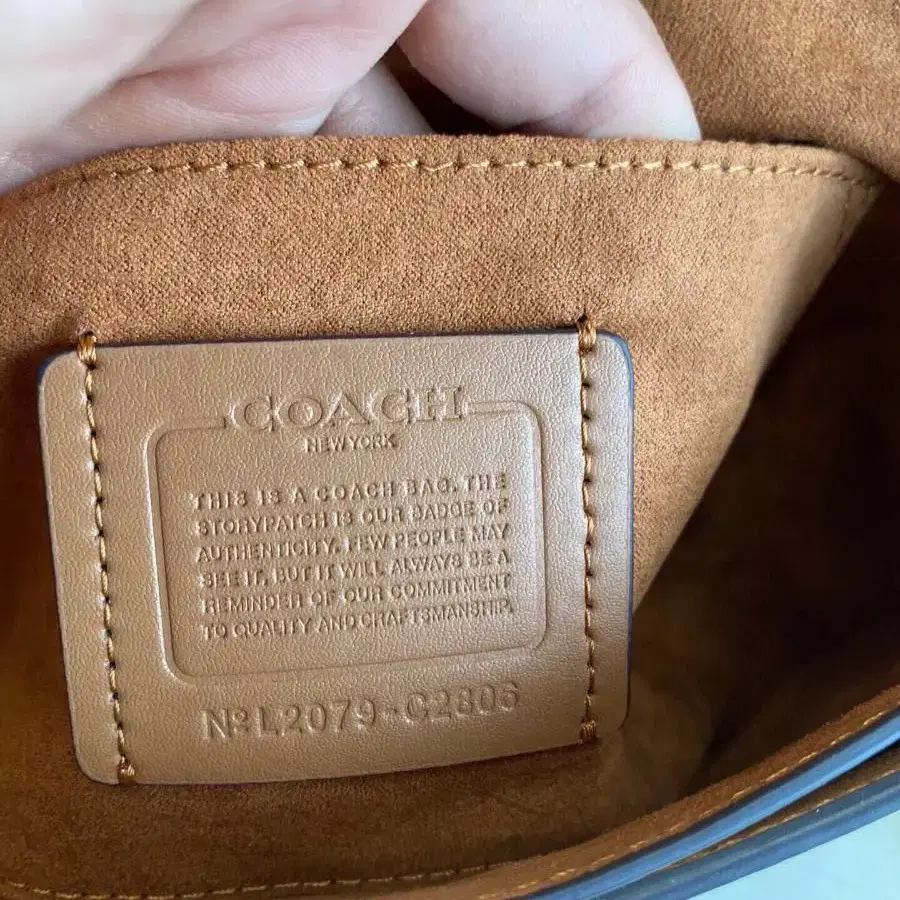 COACH
NEW YORK
THIS IS A COACH BAG. THE
STORYPATCH IS OUR BADGE OF
AUTHENTICITY. FEW PEOPLE MAY
SEE IT, BUT IT WILL ALWAYS BE A
REMINDER OF OUR COMMITMENT
TO QUALITY AND CRAFTSMANSHIP.
Nº L2079-C2806